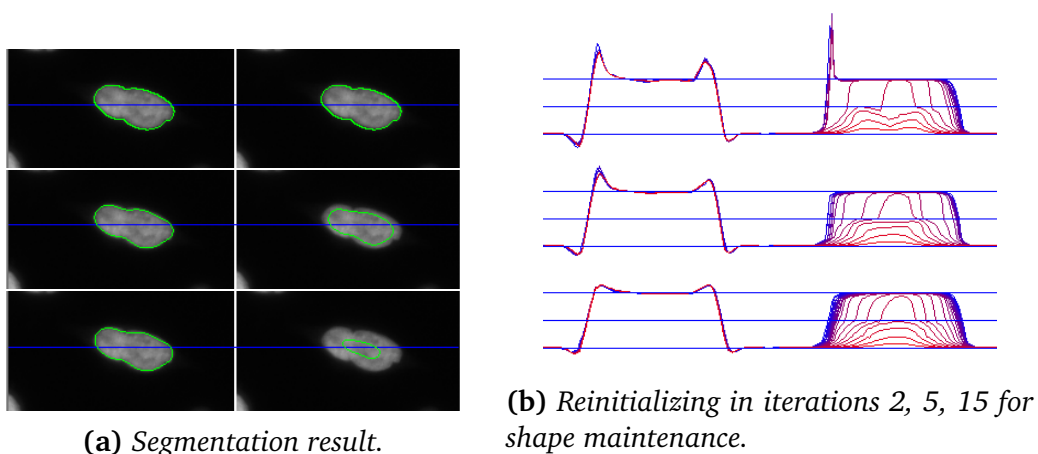 (a) Segmentation result.
(b) Reinitializing in iterations 2, 5, 15 for
shape maintenance.